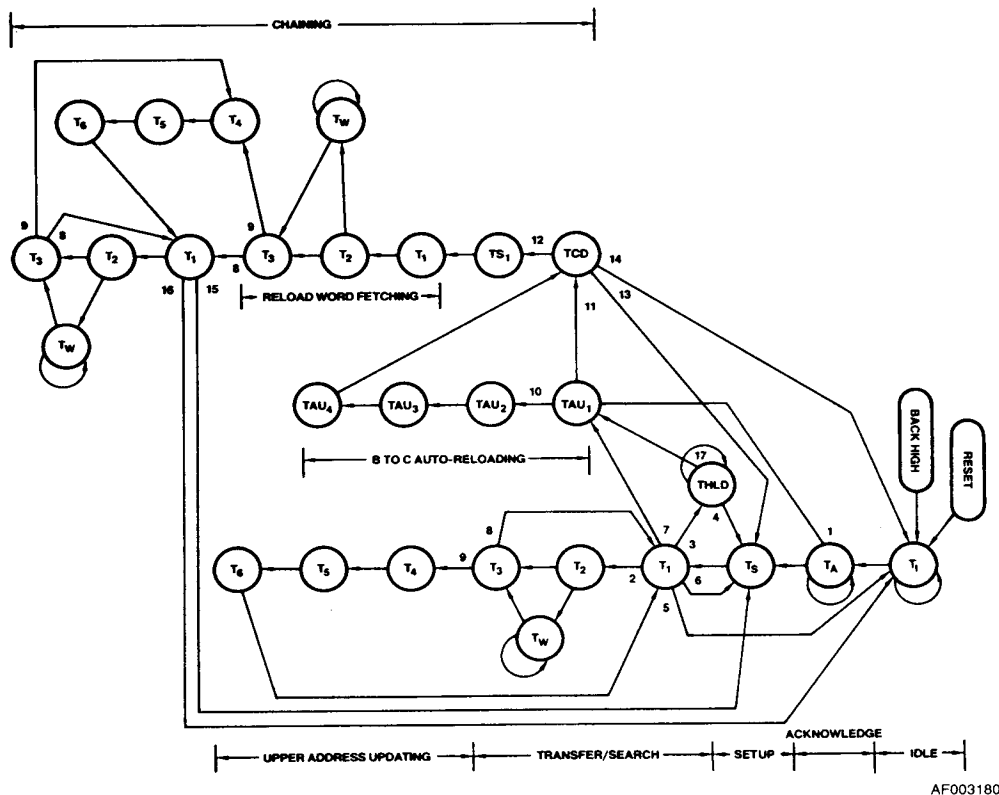 CHAINING
T6 T5 T4 TW
9 9
8 T3 T2 T1 8 T3 T2 T1 TS1 12 TCD 14
16 15 13
RELOAD WORD FETCHING 11
TW
TAU4 TAU3 TAU2 10 TAU1
B TO C AUTO-RELOADING
BACK HIGH
RESET
17
THLD
4
8 7 3 1
T6 T5 T4 9 T3 T2 2 T1 6 TS TA TI
5
TW
ACKNOWLEDGE
UPPER ADDRESS UPDATING TRANSFER/SEARCH SETUP IDLE
AF003180